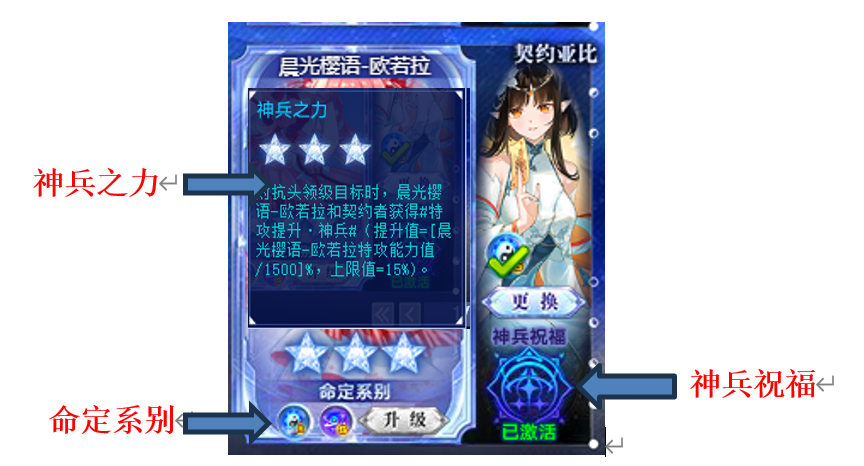 契约亚比
晨光樱语-欧若拉
神兵之力
神兵之力
对抗头领级目标时，晨光樱
语-欧若拉和契约者获得#特
攻提升·神兵#（提升值=[晨
光樱语-欧若拉特攻能力值
/1500]%，上限值=15%）。
更换
神兵祝福
神兵祝福
命定系别
命定系别
升级
已激活